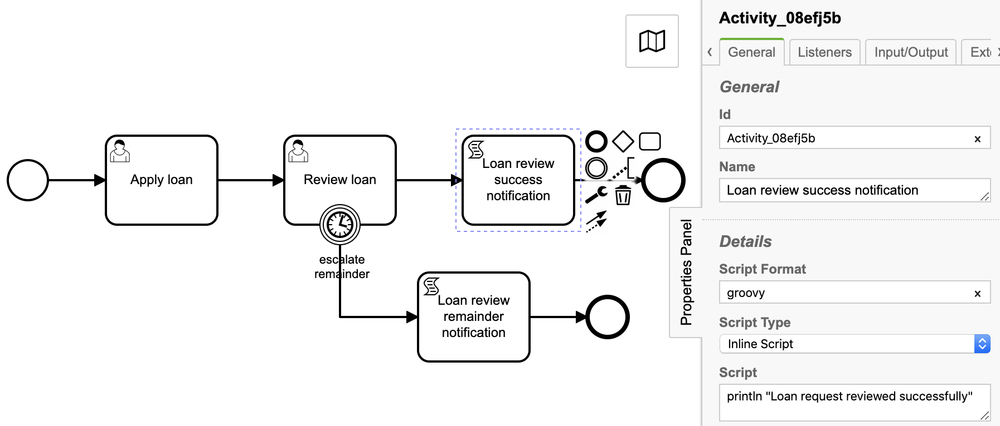 Apply loan
Review loan
Loan review
success
notification
escalate
remainder
Loan review
remainder
notification
Properties Panel
Activity_08efj5b
General
Listeners
Input/Output
Exte
General
Id
Activity_08efj5b
Name
Loan review success notification
Details
Script Format
groovy
Script Type
Inline Script
Script
println "Loan request reviewed successfully"